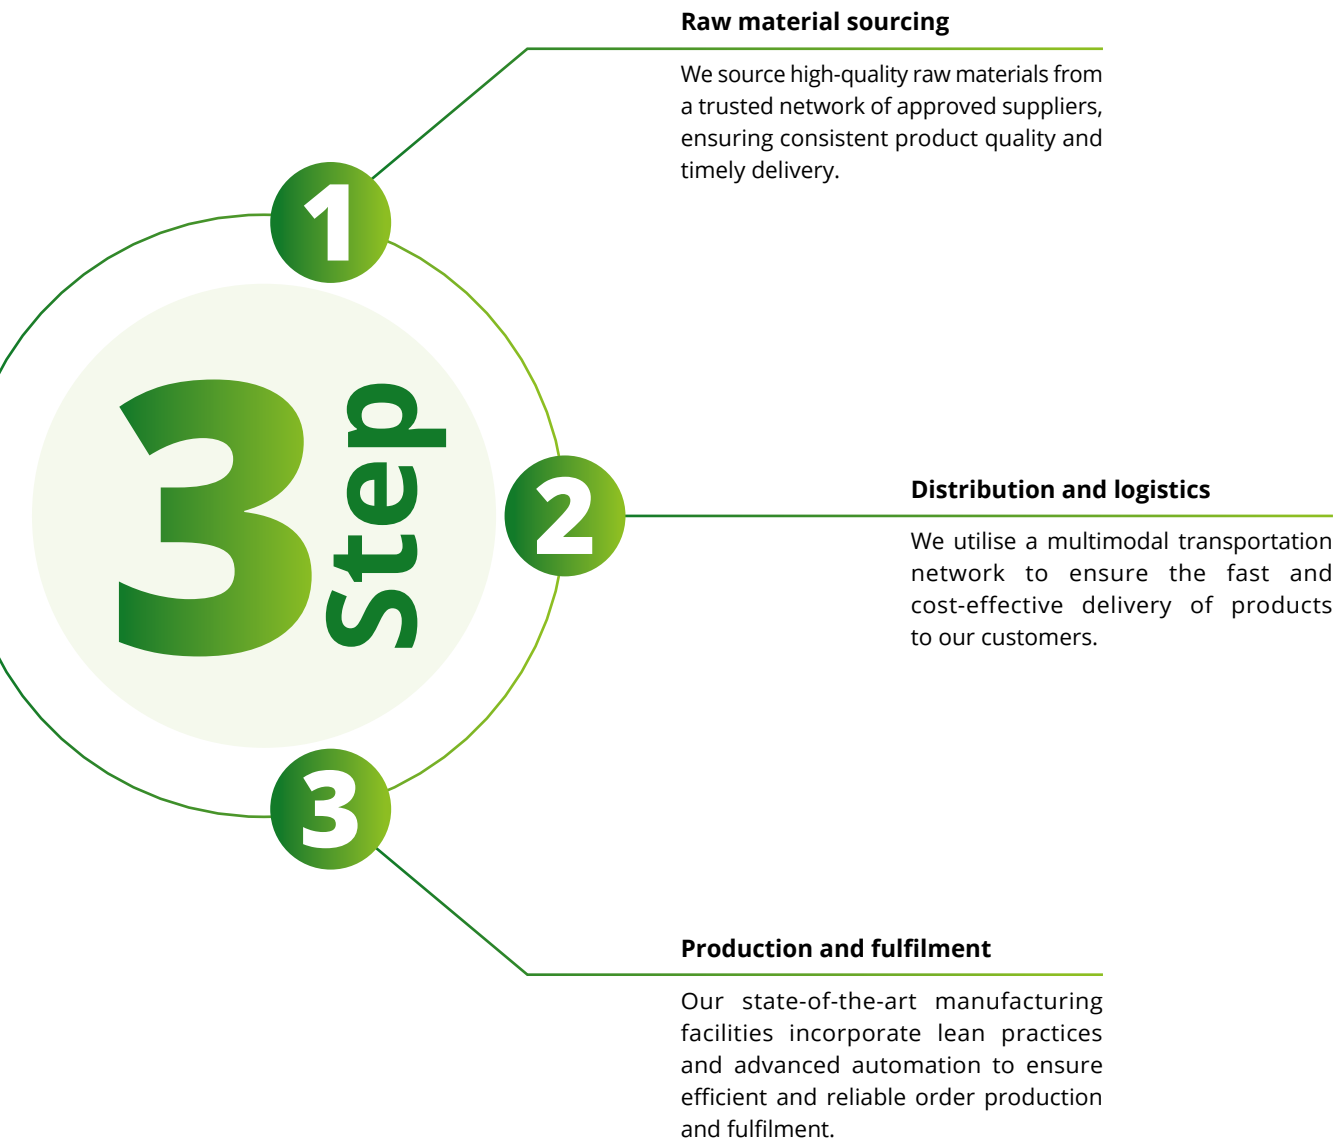 Raw material sourcing
We source high-quality raw materials from
a trusted network of approved suppliers,
ensuring consistent product quality and
timely delivery.
1
3
Step
2
Distribution and logistics
We utilise a multimodal transportation
network to ensure the fast and
cost-effective delivery of products
to our customers.
3
Production and fulfilment
Our state-of-the-art manufacturing
facilities incorporate lean practices
and advanced automation to ensure
efficient and reliable order production
and fulfilment.